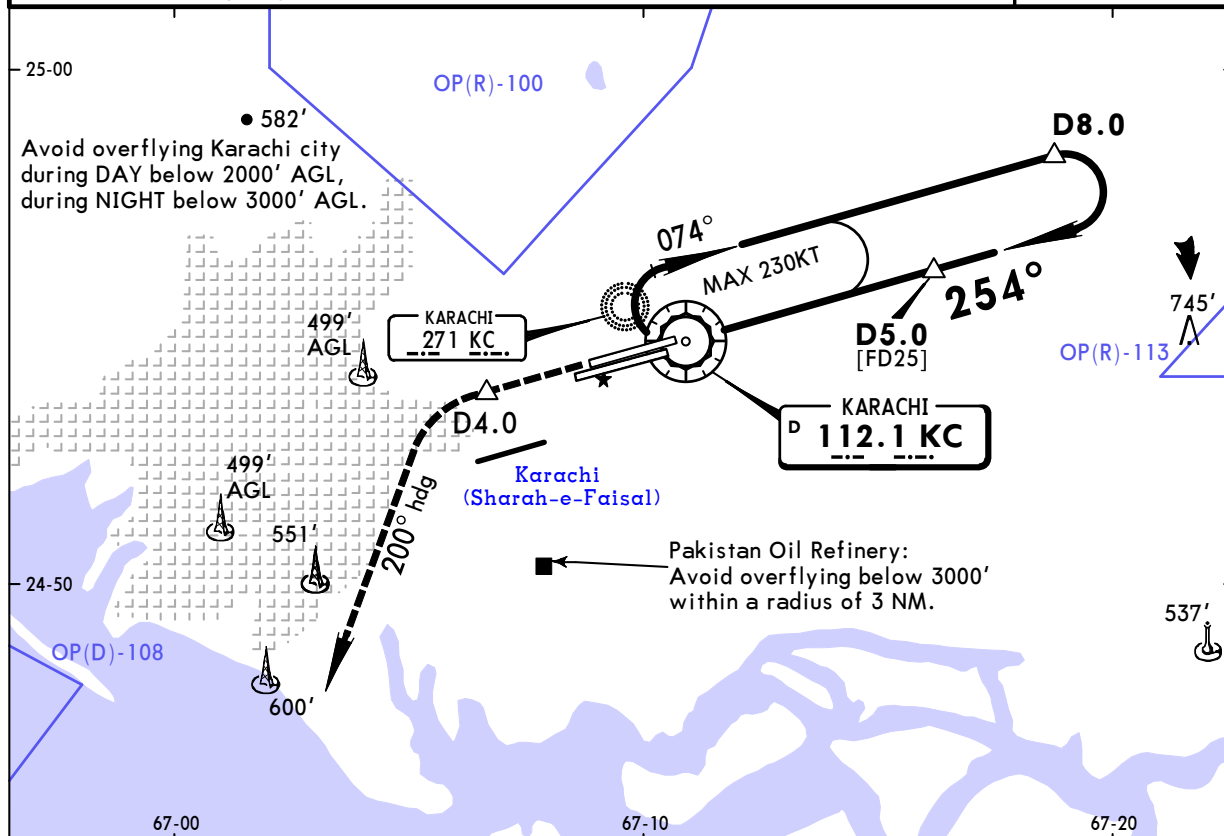 25-00
OP(R)-100
582'
Avoid overflying Karachi city
during DAY below 2000' AGL,
during NIGHT below 3000' AGL.
D8.0
074°
MAX 230KT
254°
745'
499'
AGL
KARACHI
271 KC
D5.0
[FD25]
OP(R)-113
D4.0
KARACHI
D 112.1 KC
499'
AGL
Karachi
(Sharah-e-Faisal)
200° hdg
551'
Pakistan Oil Refinery:
Avoid overflying below 3000'
within a radius of 3 NM.
24-50
537'
OP(D)-108
600'
67-00
67-10
67-20